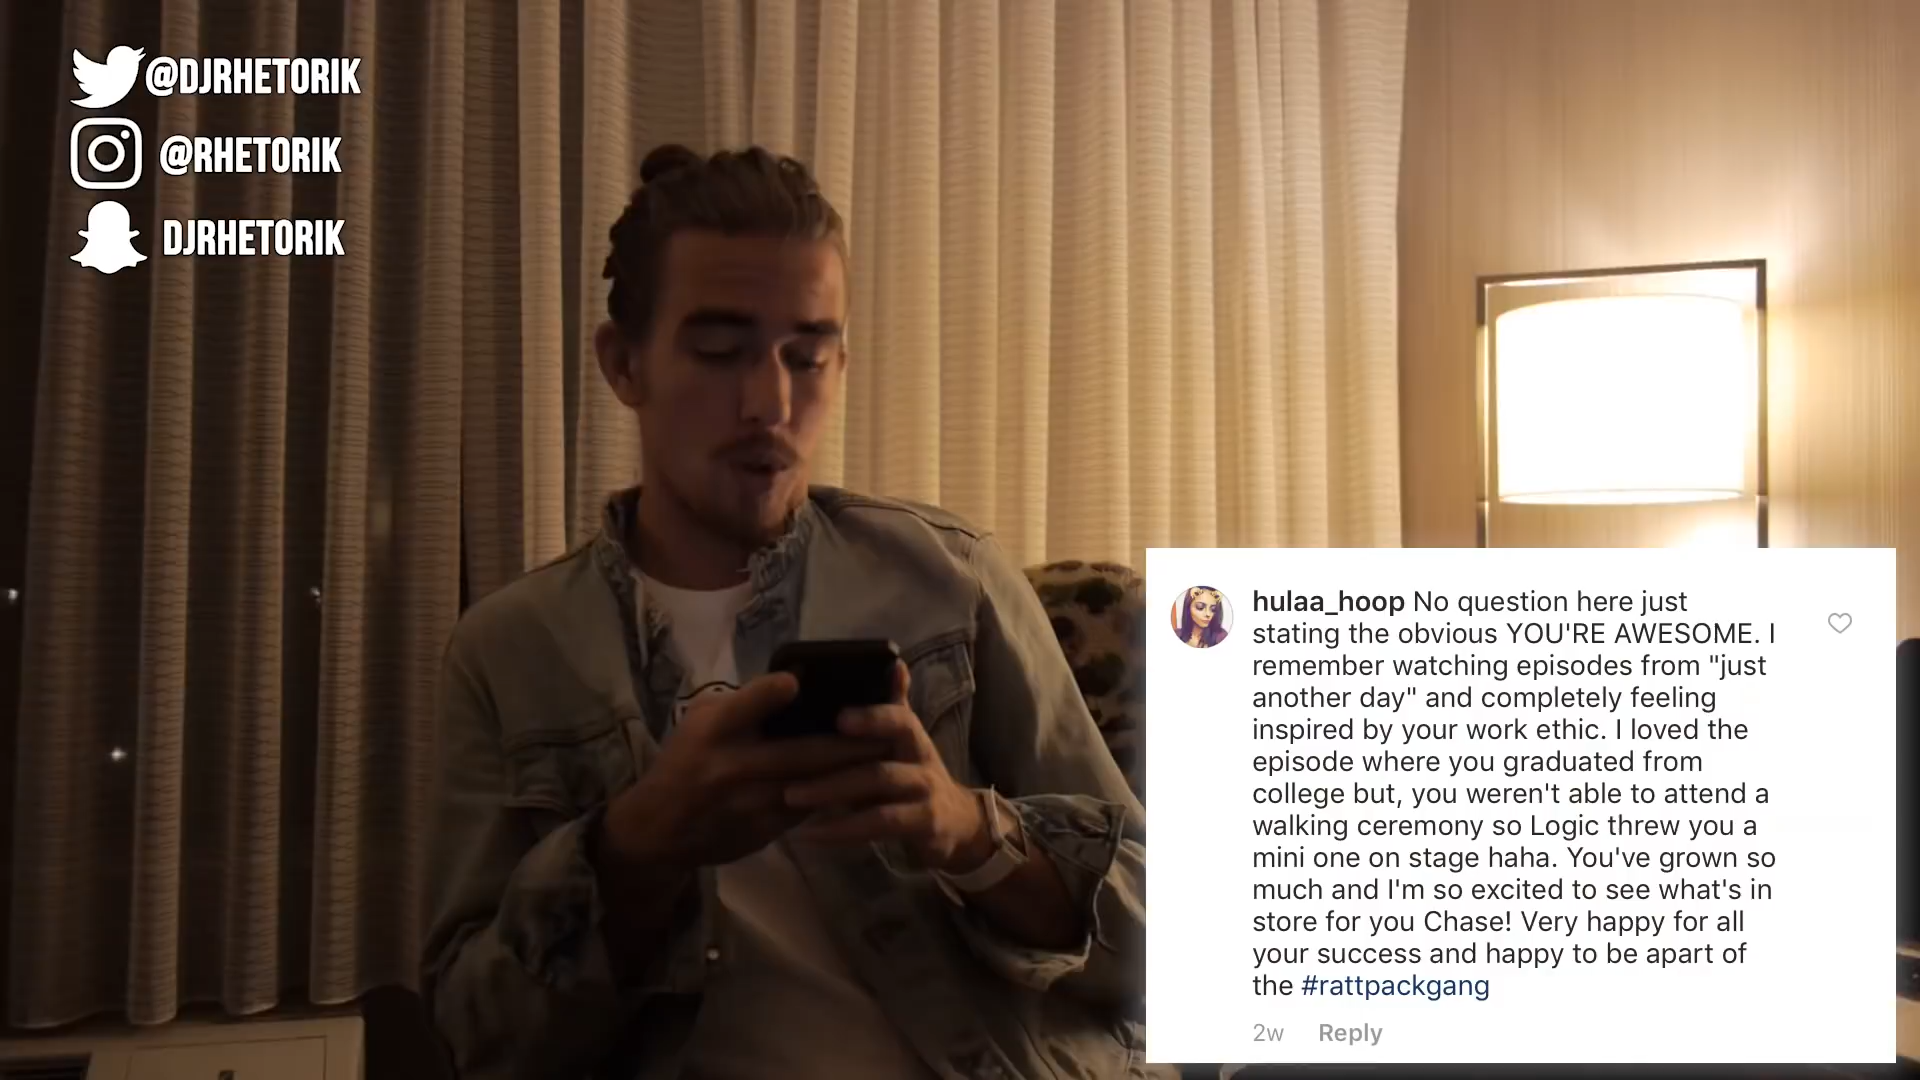 @DJRHETORIK
@RHETORIK
DJRHETORIK
hulaa_hoop No question here just
stating the obvious YOU'RE AWESOME. I
remember watching episodes from "just
another day" and completely feeling
inspired by your work ethic. I loved the
episode where you graduated from
college but, you weren't able to attend a
walking ceremony so Logic threw you a
mini one on stage haha. You've grown so
much and I'm so excited to see what's in
store for you Chase! Very happy for all
your success and happy to be apart of
the #rattpackgang
2w Reply